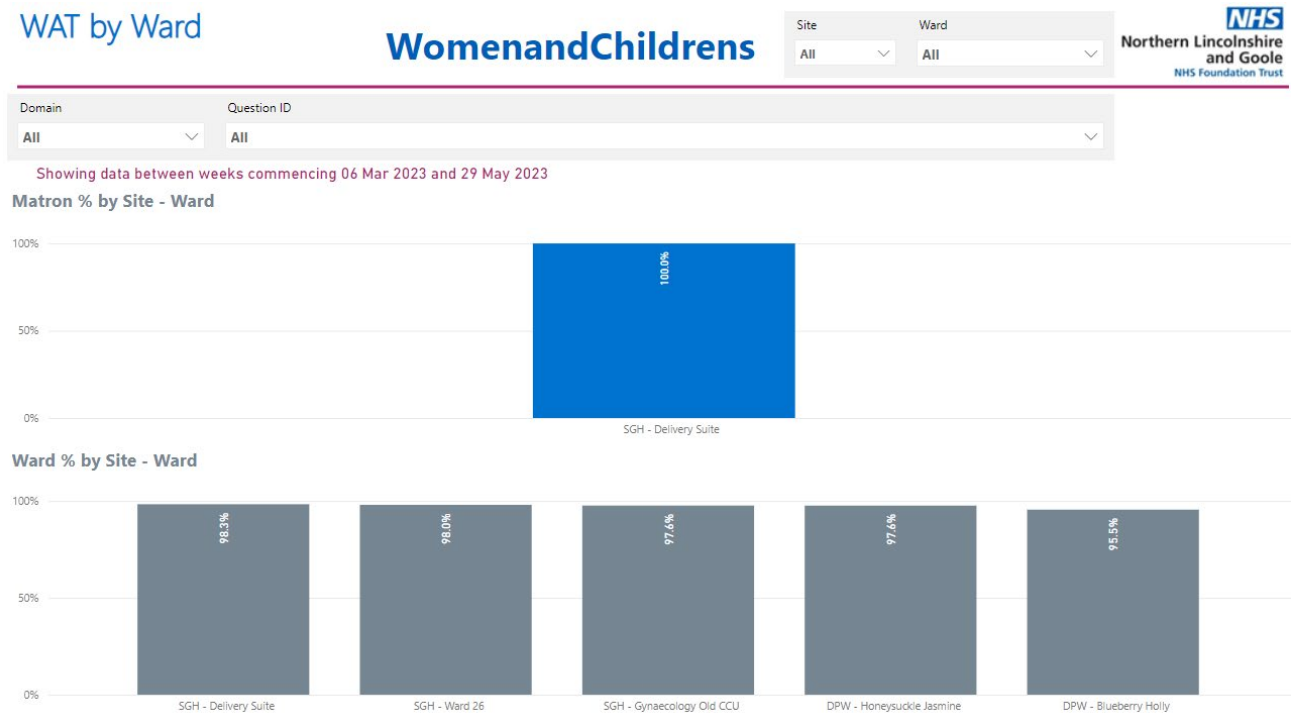 WAT by Ward
WomenandChildrens
Site
Ward
All
All
NHS
Northern Lincolnshire
and Goole
NHS Foundation Trust
Domain
Question ID
All
All
Showing data between weeks commencing 06 Mar 2023 and 29 May 2023
Matron % by Site - Ward
100%
50%
0%
100.0%
SGH - Delivery Suite
Ward % by Site - Ward
100%
50%
0%
98.3%
98.0%
97.6%
97.6%
95.5%
SGH - Delivery Suite
SGH - Ward 26
SGH - Gynaecology Old CCU
DPW - Honeysuckle Jasmine
DPW - Blueberry Holly